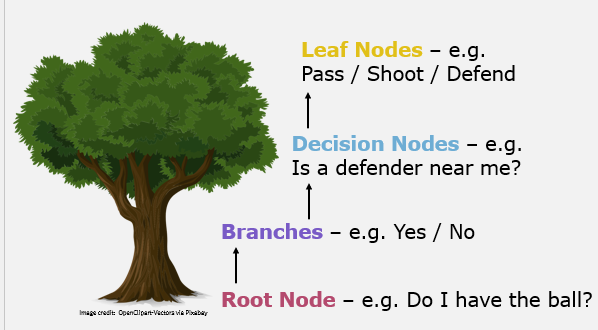 Leaf Nodes – e.g.
Pass / Shoot / Defend
Decision Nodes – e.g.
Is a defender near me?
Branches – e.g. Yes / No
Root Node – e.g. Do I have the ball?
Image credit: OpenClipart-Vectors via Pixabay